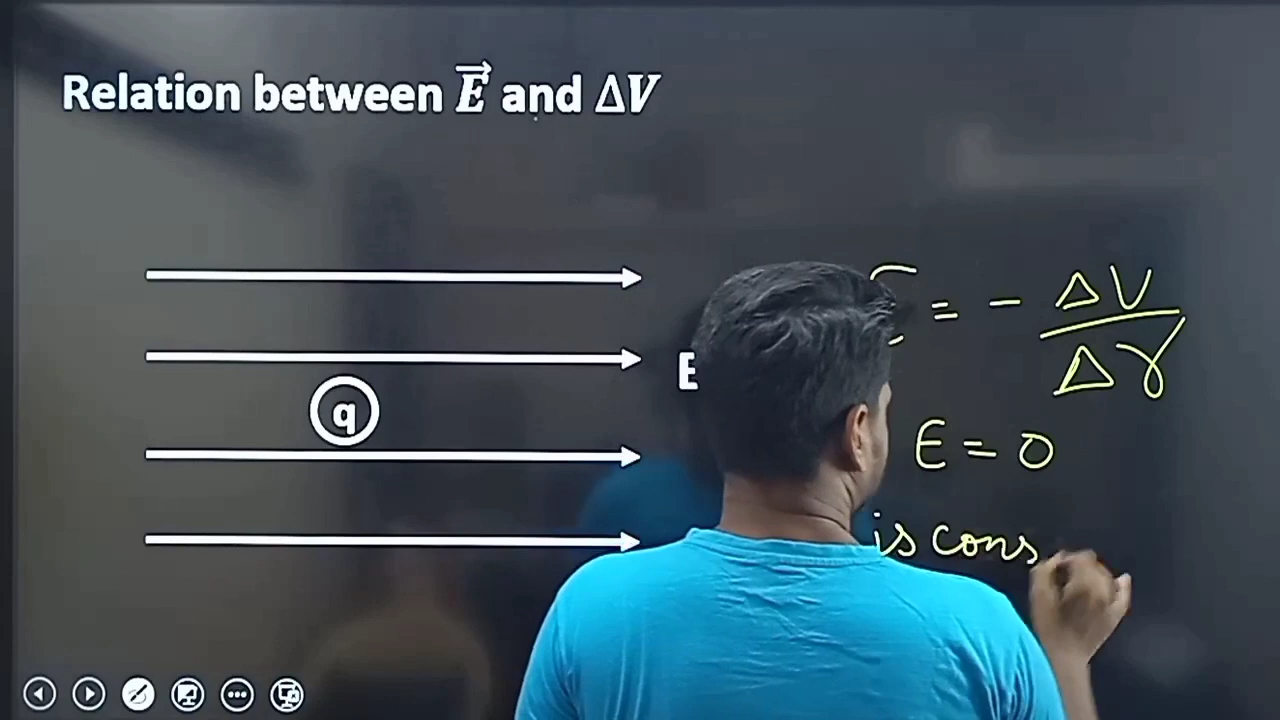 Relation between E⃗ and ΔV
= - ΔV/Δr
E
q
E = 0
is cons